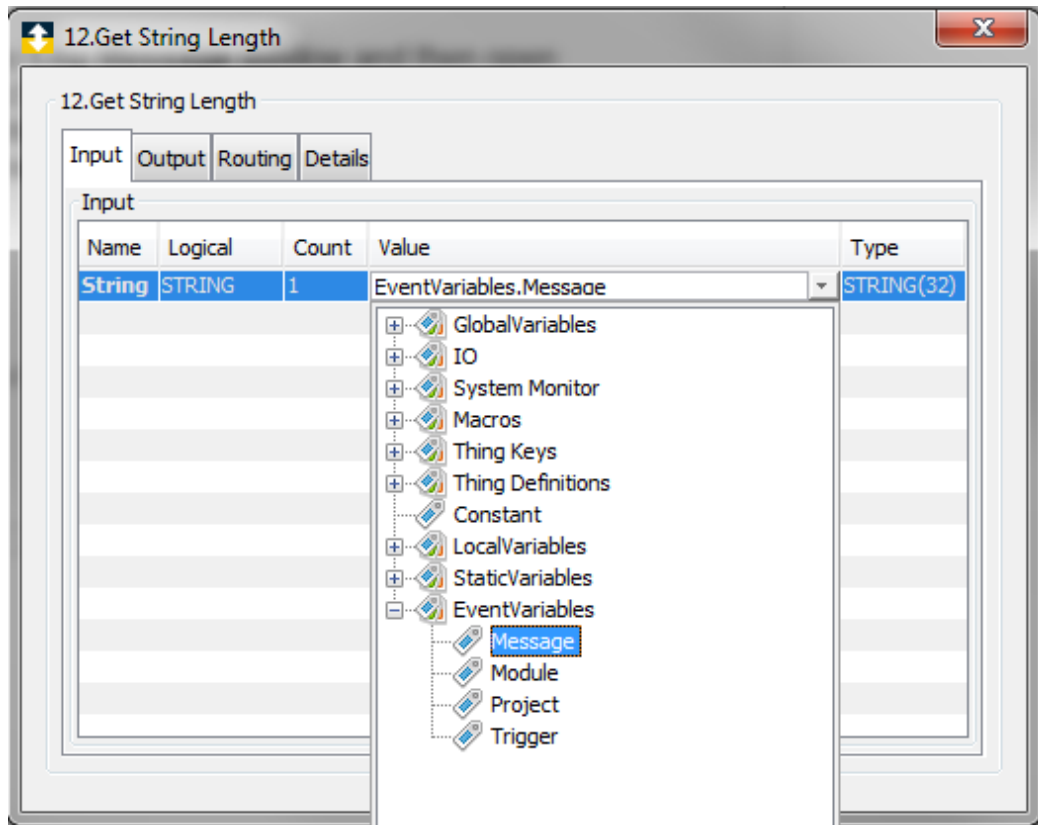 12.Get String Length
12.Get String Length
Input Output Routing Details
Input
Name Logical Count Value Type
String STRING 1 EventVariables.Message STRING(32)
GlobalVariables
IO
System Monitor
Macros
Thing Keys
Thing Definitions
Constant
LocalVariables
StaticVariables
EventVariables
Message
Module
Project
Trigger